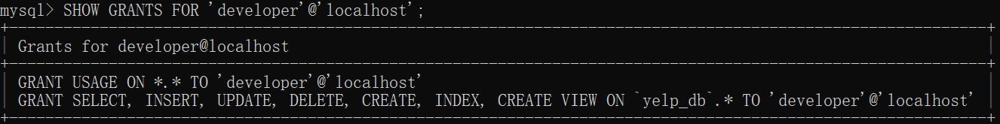 mysql> SHOW GRANTS FOR 'developer'@'localhost';
+-----------------------------------------------------------------------------------------------------------+
| Grants for developer@localhost |
+-----------------------------------------------------------------------------------------------------------+
| GRANT USAGE ON *.* TO 'developer'@'localhost' |
| GRANT SELECT, INSERT, UPDATE, DELETE, CREATE, INDEX, CREATE VIEW ON `yelp_db`.* TO 'developer'@'localhost' |
+-----------------------------------------------------------------------------------------------------------+